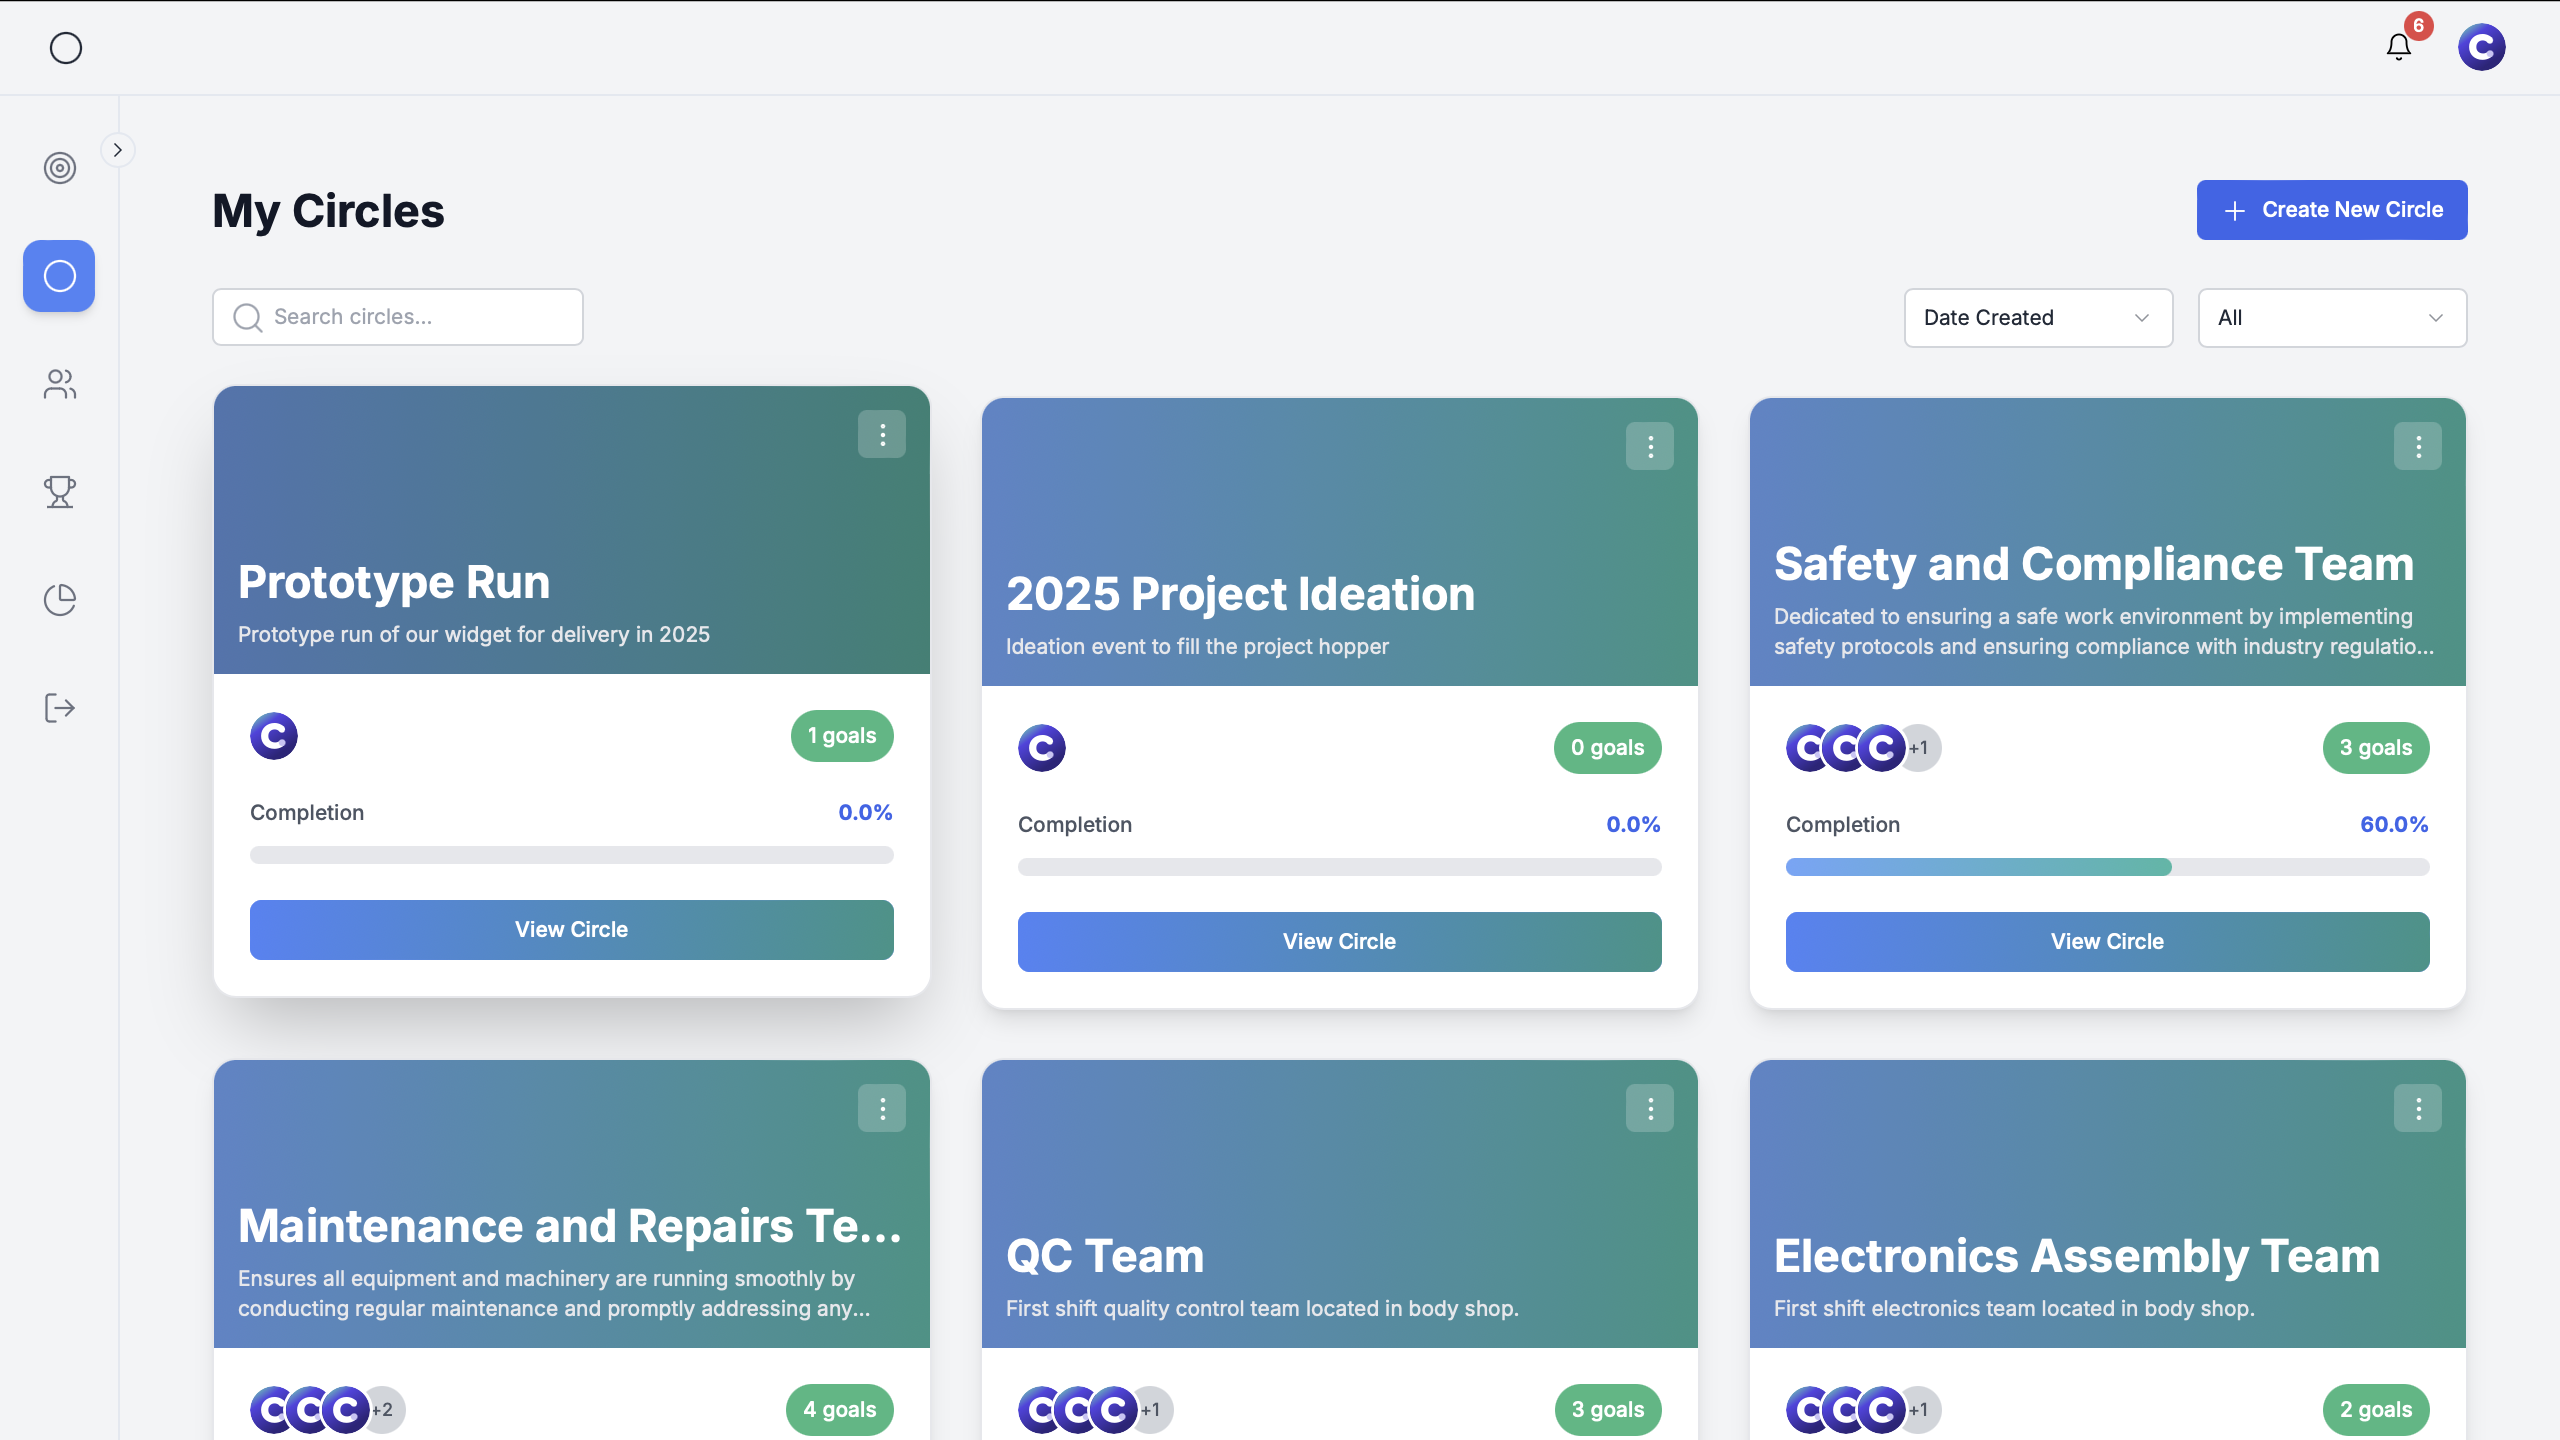 6
My Circles
Create New Circle
Search circles...
Date Created
All
Prototype Run
Prototype run of our widget for delivery in 2025
1 goals
Completion
0.0%
View Circle
2025 Project Ideation
Ideation event to fill the project hopper
0 goals
Completion
0.0%
View Circle
Safety and Compliance Team
Dedicated to ensuring a safe work environment by implementing
safety protocols and ensuring compliance with industry regulatio...
+1
3 goals
Completion
60.0%
View Circle
Maintenance and Repairs Te...
Ensures all equipment and machinery are running smoothly by
conducting regular maintenance and promptly addressing any...
+2
4 goals
QC Team
First shift quality control team located in body shop.
+1
3 goals
Electronics Assembly Team
First shift electronics team located in body shop.
+1
2 goals